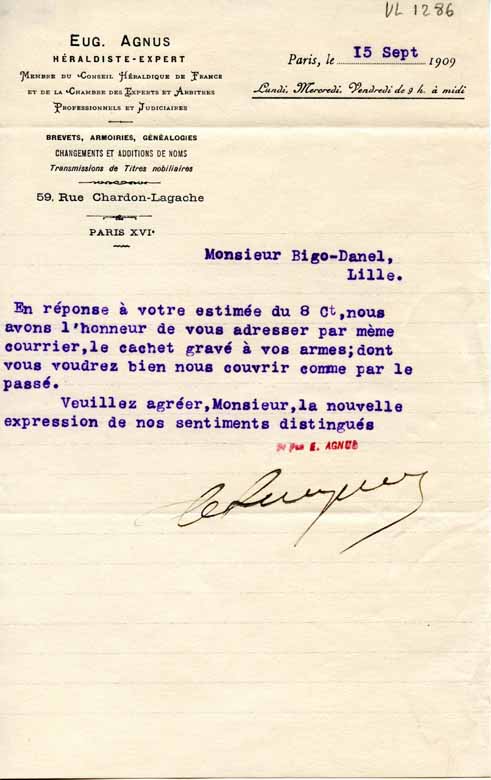 VL 1286
EUG. AGNUS
HÉRALDISTE-EXPERT
MEMBRE DU CONSEIL HÉRALDIQUE DE FRANCE
ET DE LA CHAMBRE DES EXPERTS ET ARBITRES
PROFESSIONNELS ET JUDICIAIRES
BREVETS, ARMOIRIES, GÉNÉALOGIES
CHANGEMENTS ET ADDITIONS DE NOMS
Transmissions de Titres nobiliaires
59, Rue Chardon-Lagache
PARIS XVIe
Paris, le 15 Sept 1909
Lundi, Mercredi, Vendredi de 9 h. à midi
Monsieur Bigo-Danel,
Lille.
En réponse à votre estimée du 8 Ct,nous
avons l'honneur de vous adresser par mème
courrier,le cachet gravé à vos armes;dont
vous voudrez bien nous couvrir comme par le
passé.
Veuillez agréer,Monsieur,la nouvelle
expression de nos sentiments distingués
E. AGNUS